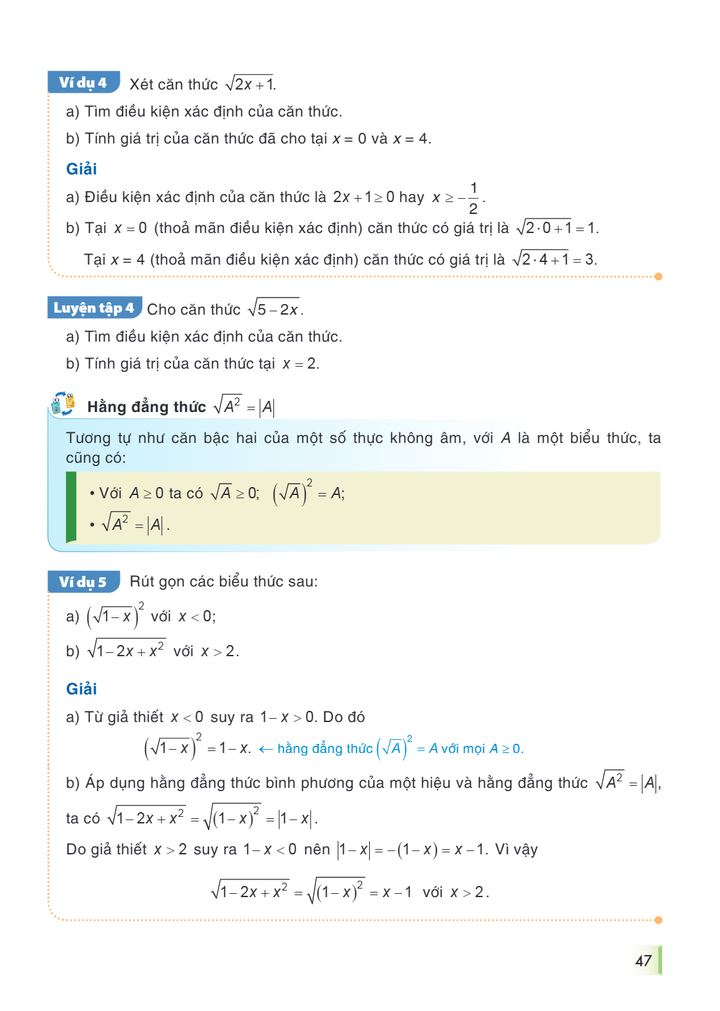 Ví dụ 4 Xét căn thức √(2x + 1).
a) Tìm điều kiện xác định của căn thức.
b) Tính giá trị của căn thức đã cho tại x = 0 và x = 4.
Giải
a) Điều kiện xác định của căn thức là 2x + 1 ≥ 0 hay x ≥ −1/2.
b) Tại x = 0 (thoả mãn điều kiện xác định) căn thức có giá trị là √(2·0 + 1) = 1.
Tại x = 4 (thoả mãn điều kiện xác định) căn thức có giá trị là √(2·4 + 1) = 3.
Luyện tập 4 Cho căn thức √(5 − 2x).
a) Tìm điều kiện xác định của căn thức.
b) Tính giá trị của căn thức tại x = 2.
Hằng đẳng thức √(A²) = |A|
Tương tự như căn bậc hai của một số thực không âm, với A là một biểu thức, ta
cũng có:
• Với A ≥ 0 ta có √A ≥ 0; (√A)² = A;
• √(A²) = |A|.
Ví dụ 5 Rút gọn các biểu thức sau:
a) (√(1 − x))² với x < 0;
b) √(1 − 2x + x²) với x > 2.
Giải
a) Từ giả thiết x < 0 suy ra 1 − x > 0. Do đó
(√(1 − x))² = 1 − x. ← hằng đẳng thức (√A)² = A với mọi A ≥ 0.
b) Áp dụng hằng đẳng thức bình phương của một hiệu và hằng đẳng thức √(A²) = |A|,
ta có √(1 − 2x + x²) = √((1 − x)²) = |1 − x|.
Do giả thiết x > 2 suy ra 1 − x < 0 nên |1 − x| = −(1 − x) = x − 1. Vì vậy
√(1 − 2x + x²) = √((1 − x)²) = x − 1 với x > 2.
47